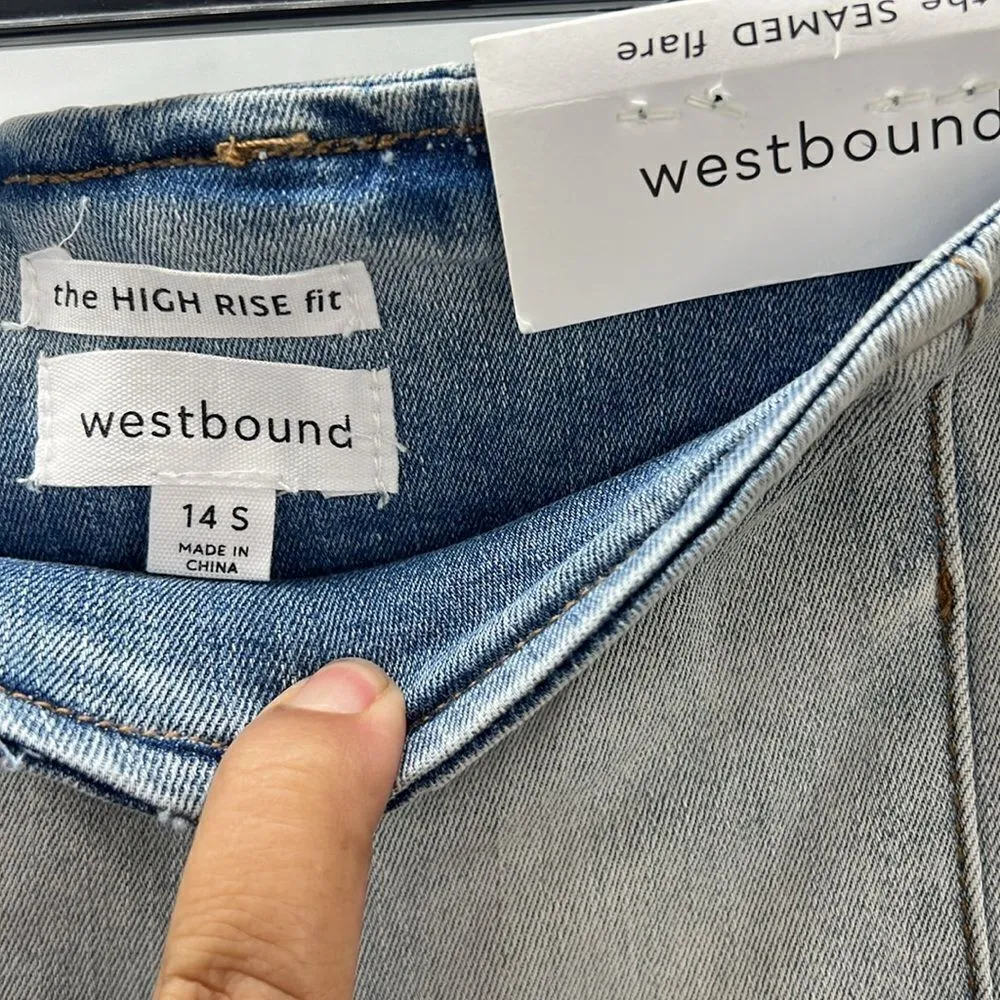 the SEAMED flare
westbound
the HIGH RISE fit
westbound
14 S
MADE IN
CHINA